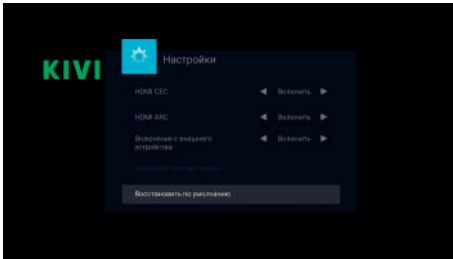 KIVI
Настройки
HDMI CEC
Включить
HDMI ARC
Включить
Включение с внешнего
устройства
Включить
Восстановить по умолчанию